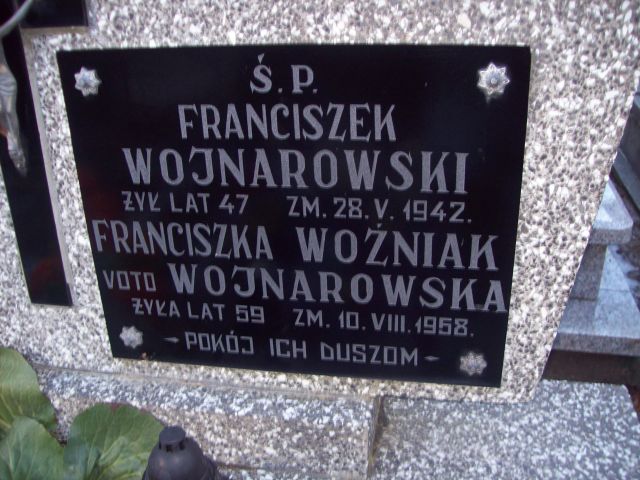 Ś.P.
FRANCISZEK
WOJNAROWSKI
ŻYŁ LAT 47 ZM. 28.V.1942.
FRANCISZKA WOŹNIAK
VOTO WOJNAROWSKA
ŻYŁA LAT 59 ZM. 10.VIII.1958.
- POKÓJ ICH DUSZOM -